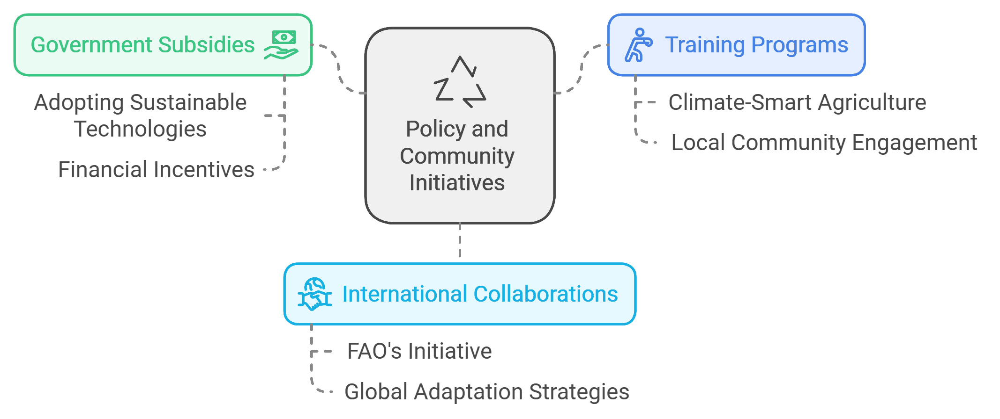 Government Subsidies
Adopting Sustainable
Technologies
Financial Incentives
Policy and
Community
Initiatives
Training Programs
Climate-Smart Agriculture
Local Community Engagement
International Collaborations
FAO's Initiative
Global Adaptation Strategies